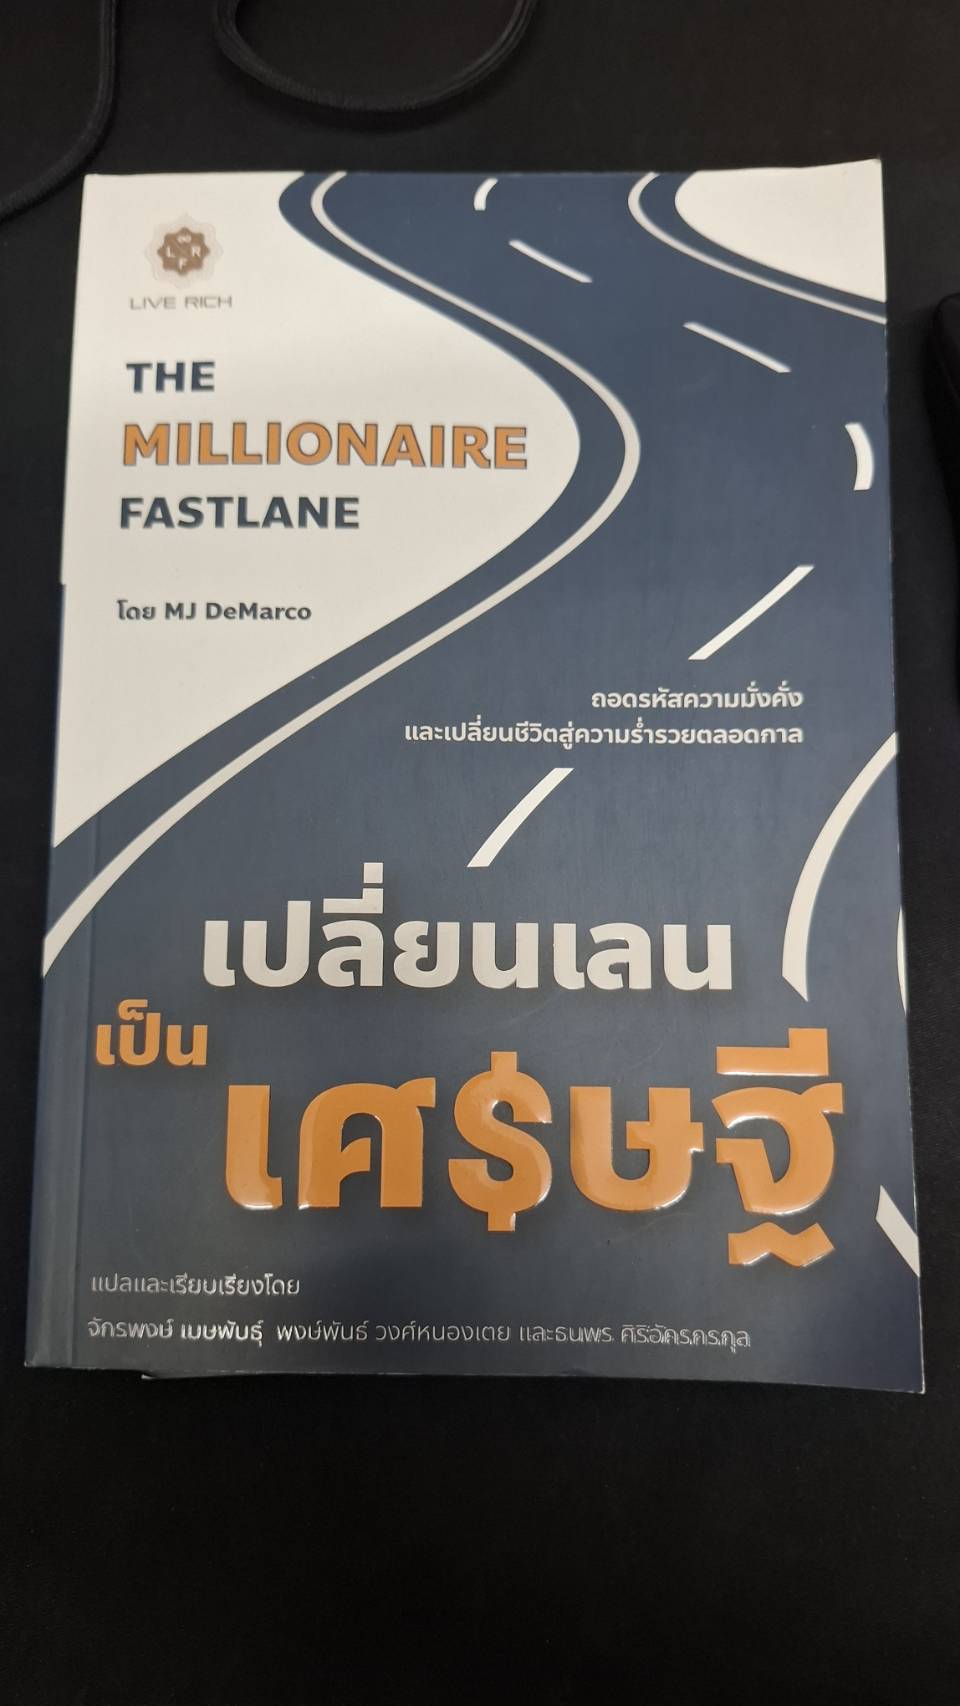 LRF
LIVE RICH
THE
MILLIONAIRE
FASTLANE
โดย MJ DeMarco
ถอดรหัสความมั่งคั่ง
และเปลี่ยนชีวิตสู่ความร่ำรวยตลอดกาล
เปลี่ยนเลน
เป็น
เศ$ษฐี
แปลและเรียบเรียงโดย
จักรพงษ์ เมษพันธุ์ พงษ์พันธ์ วงศ์หนองเตย และธนพร ศิริอัครกรกุล